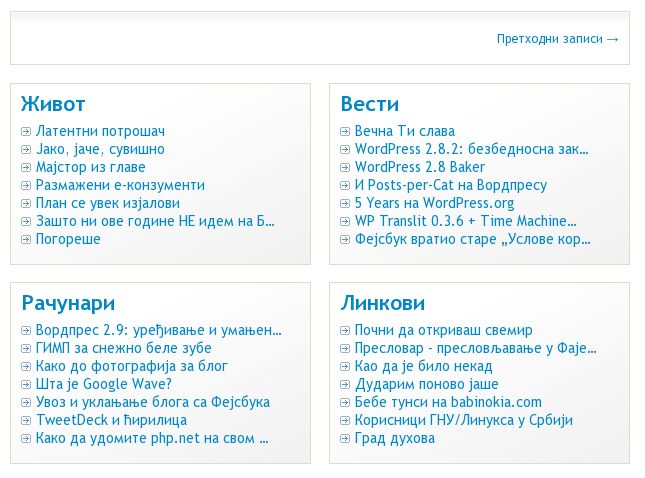 Претходни записи →
Живот
Латентни потрошач
Јако, јаче, сувишно
Мајстор из главе
Размажени е-конзументи
План се увек изјалови
Зашто ни ове године НЕ идем на Б...
Погореше
Вести
Вечна Ти слава
WordPress 2.8.2: безбедносна зак...
WordPress 2.8 Baker
И Posts-per-Cat на Вордпресу
5 Years на WordPress.org
WP Translit 0.3.6 + Time Machine...
Фејсбук вратио старе „Услове кор...
Рачунари
Вордпрес 2.9: уређивање и умањен...
ГИМП за снежно беле зубе
Како до фотографија за блог
Шта је Google Wave?
Увоз и уклањање блога са Фејсбука
TweetDeck и ћирилица
Како да удомите php.net на свом ...
Линкови
Почни да откриваш свемир
Пресловар - пресловљавање у Фаје...
Као да је било некад
Дударим поново јаше
Бебе тунси на babinokia.com
Корисници ГНУ/Линукса у Србији
Град духова